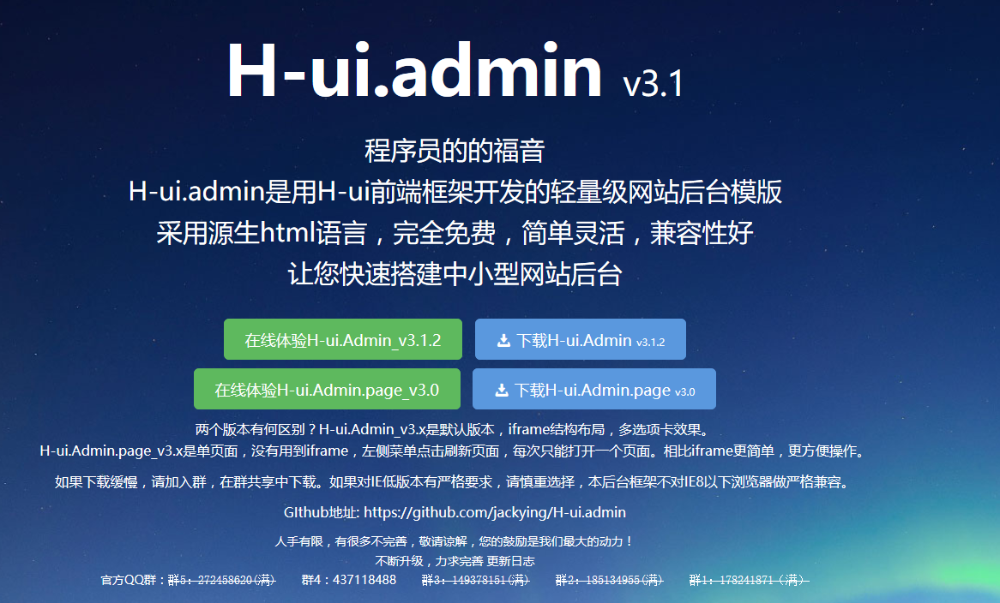 H-ui.admin v3.1
程序员的的福音
H-ui.admin是用H-ui前端框架开发的轻量级网站后台模版
采用源生html语言，完全免费，简单灵活，兼容性好
让您快速搭建中小型网站后台
在线体验H-ui.Admin_v3.1.2 下载H-ui.Admin v3.1.2
在线体验H-ui.Admin.page_v3.0 下载H-ui.Admin.page v3.0
两个版本有何区别？H-ui.Admin_v3.x是默认版本，iframe结构布局，多选项卡效果。
H-ui.Admin.page_v3.x是单页面，没有用到iframe，左侧菜单点击刷新页面，每次只能打开一个页面。相比iframe更简单，更方便操作。
如果下载缓慢，请加入群，在群共享中下载。如果对IE低版本有严格要求，请慎重选择，本后台框架不对IE8以下浏览器做严格兼容。
GIthub地址: https://github.com/jackying/H-ui.admin
人手有限，有很多不完善，敬请谅解，您的鼓励是我们最大的动力！
不断升级，力求完善 更新日志
官方QQ群：群5：272458620(满) 群4：437118488 群3：149378151(满) 群2：185134955(满) 群1：178241871（满）